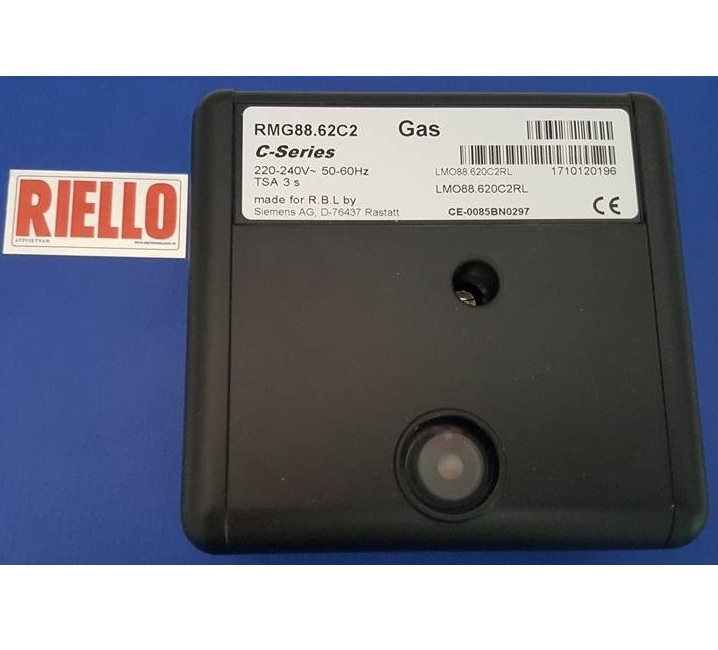 RMG88.62C2 Gas
C-Series
220-240V~ 50-60Hz
TSA 3 s
made for R.B.L by
Siemens AG, D-76437 Rastatt
LMO88.620C2RL 1710120196
LMO88.620C2RL
CE-0085BN0297
CE
RIELLO
ATPVIETNAM